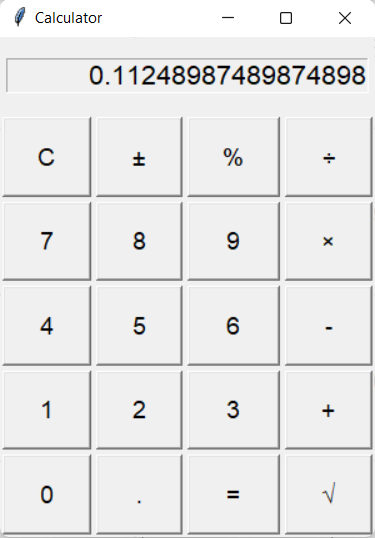 Calculator
0.11248987489874898
C ± % ÷
7 8 9 ×
4 5 6 -
1 2 3 +
0 . = √